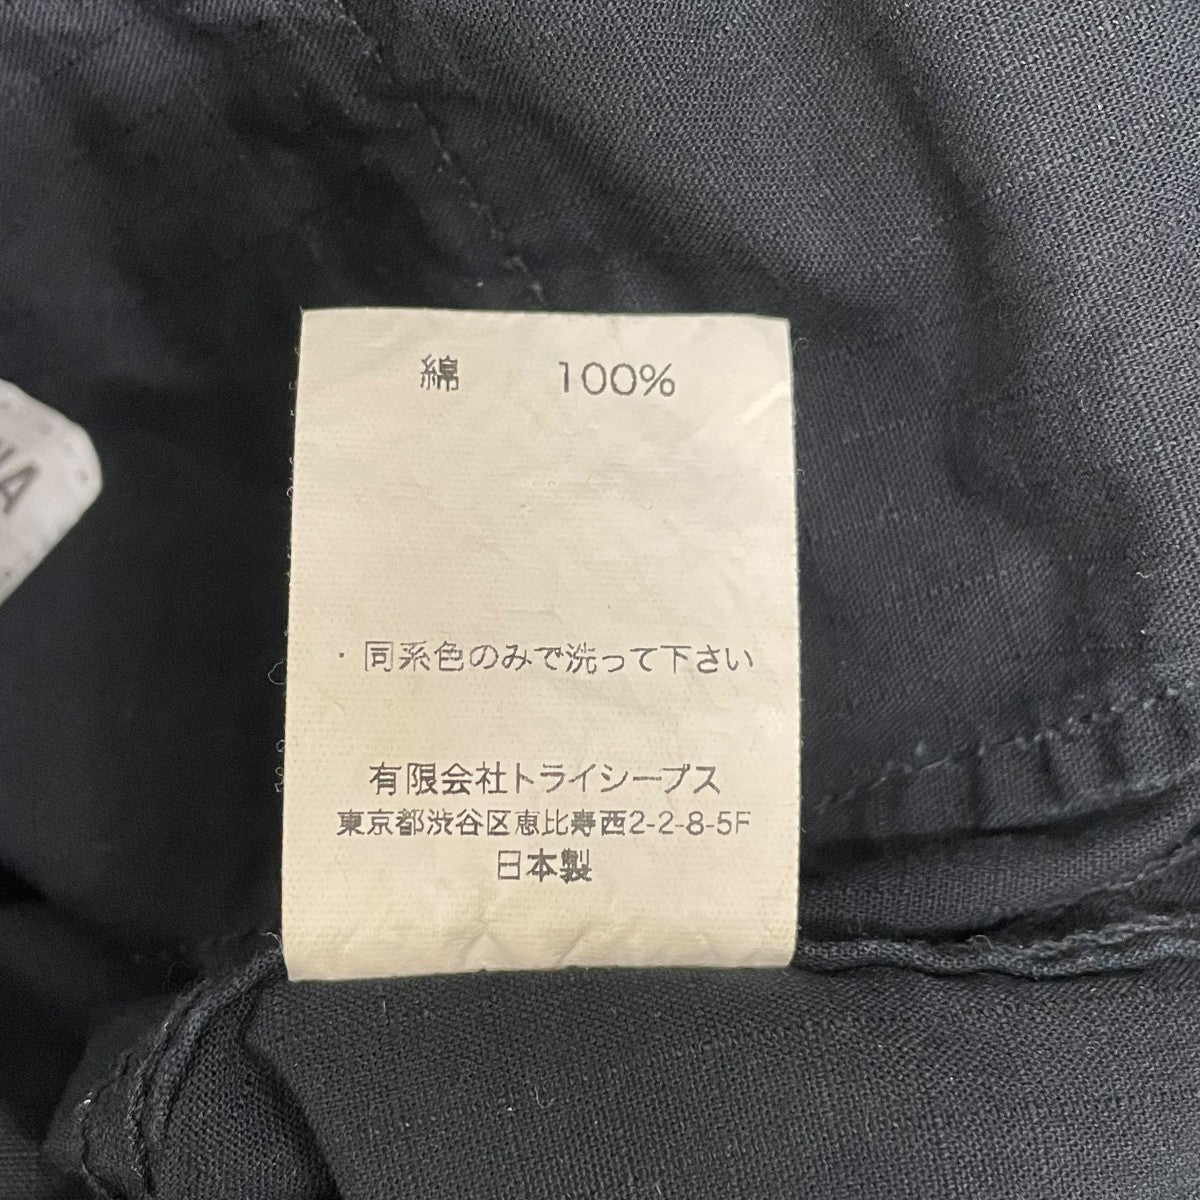 綿 100%
・同系色のみで洗って下さい
有限会社トライシープス
東京都渋谷区恵比寿西2-2-8-5F
日本製